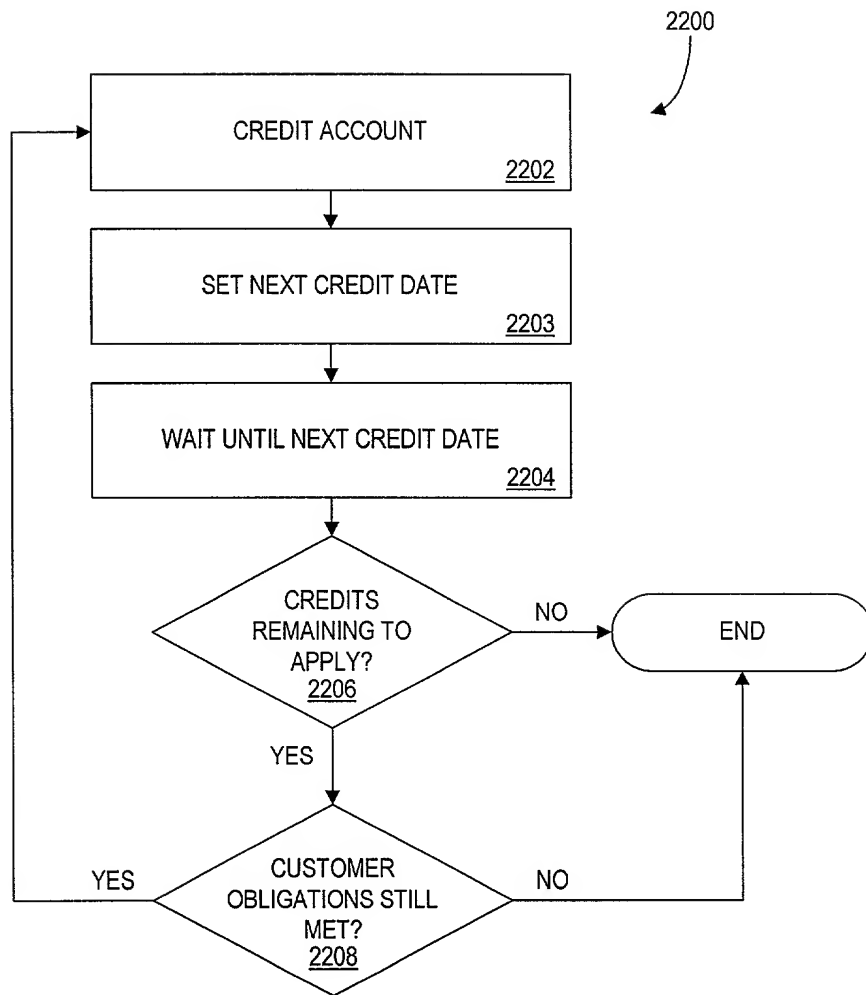 2200
CREDIT ACCOUNT
2202
SET NEXT CREDIT DATE
2203
WAIT UNTIL NEXT CREDIT DATE
2204
CREDITS
REMAINING TO
APPLY?
2206
NO
END
YES
CUSTOMER
OBLIGATIONS STILL
MET?
2208
YES
NO